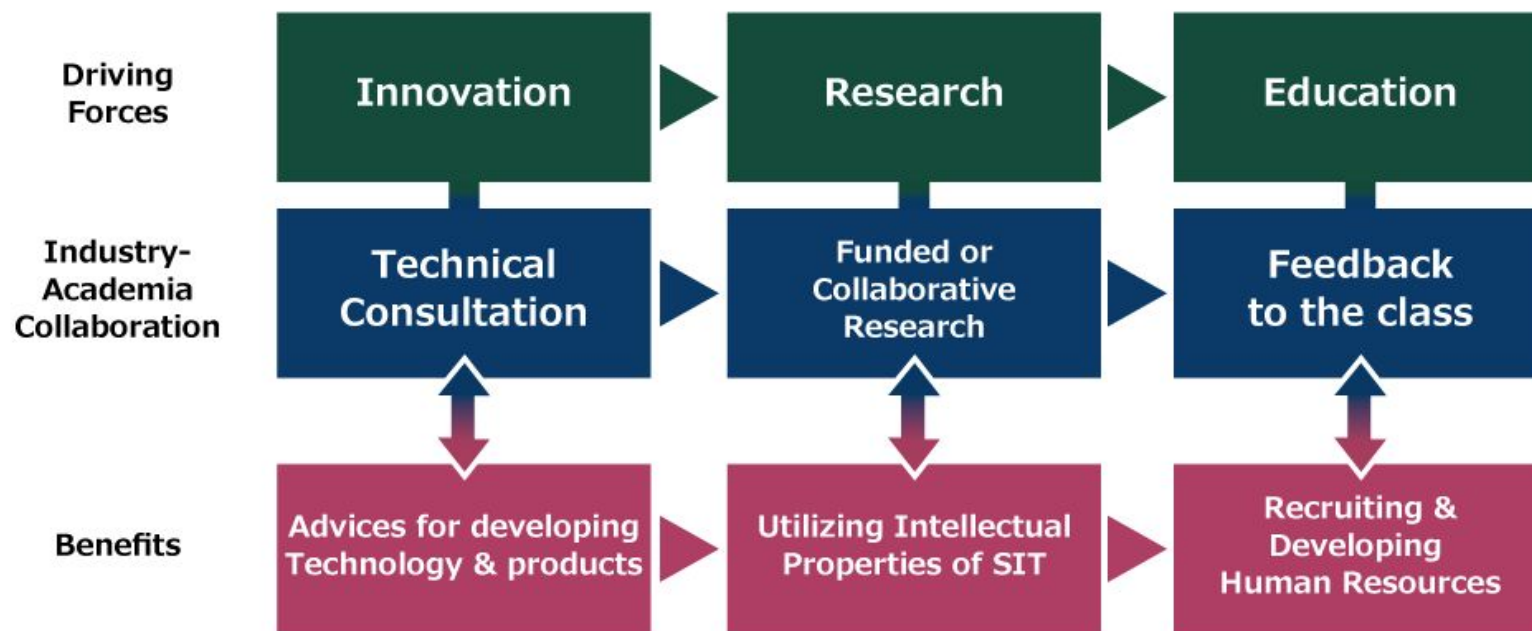 Driving
Forces
Innovation
Research
Education
Industry-
Academia
Collaboration
Technical
Consultation
Funded or
Collaborative
Research
Feedback
to the class
Benefits
Advices for developing
Technology & products
Utilizing Intellectual
Properties of SIT
Recruiting &
Developing
Human Resources